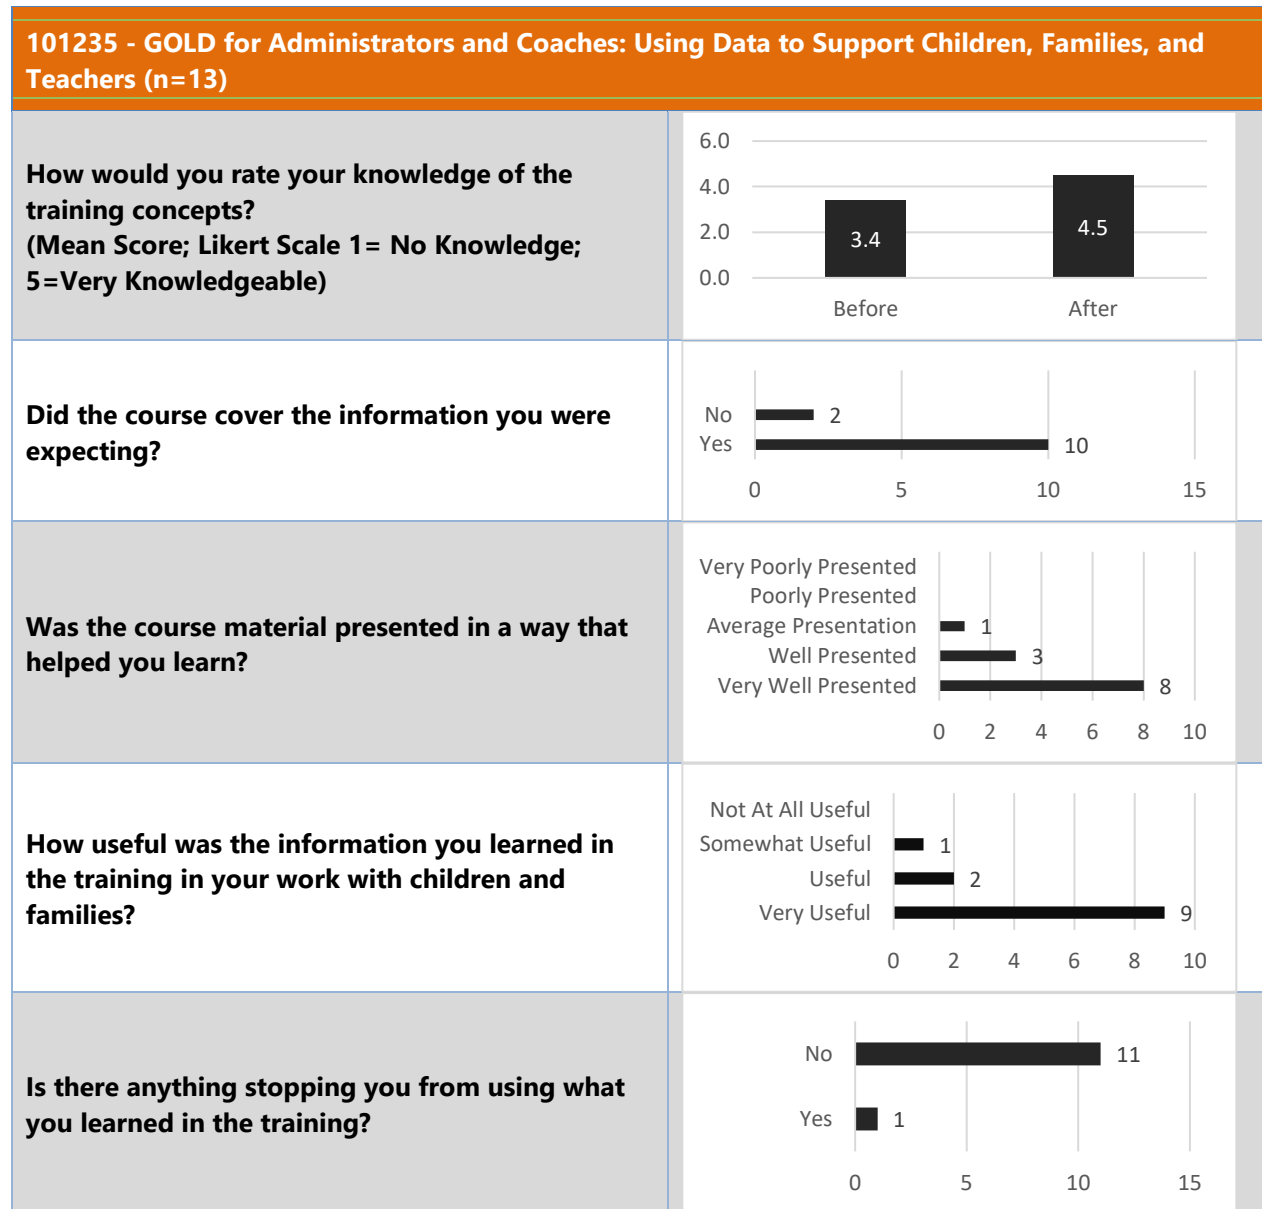 101235 - GOLD for Administrators and Coaches: Using Data to Support Children, Families, and
Teachers (n=13)
How would you rate your knowledge of the
training concepts?
(Mean Score; Likert Scale 1= No Knowledge;
5=Very Knowledgeable)
6.0
4.0
2.0
0.0
3.4
4.5
Before
After
Did the course cover the information you were
expecting?
No 2
Yes 10
0 5 10 15
Was the course material presented in a way that
helped you learn?
Very Poorly Presented
Poorly Presented
Average Presentation 1
Well Presented 3
Very Well Presented 8
0 2 4 6 8 10
How useful was the information you learned in
the training in your work with children and
families?
Not At All Useful
Somewhat Useful 1
Useful 2
Very Useful 9
0 2 4 6 8 10
Is there anything stopping you from using what
you learned in the training?
No 11
Yes 1
0 5 10 15